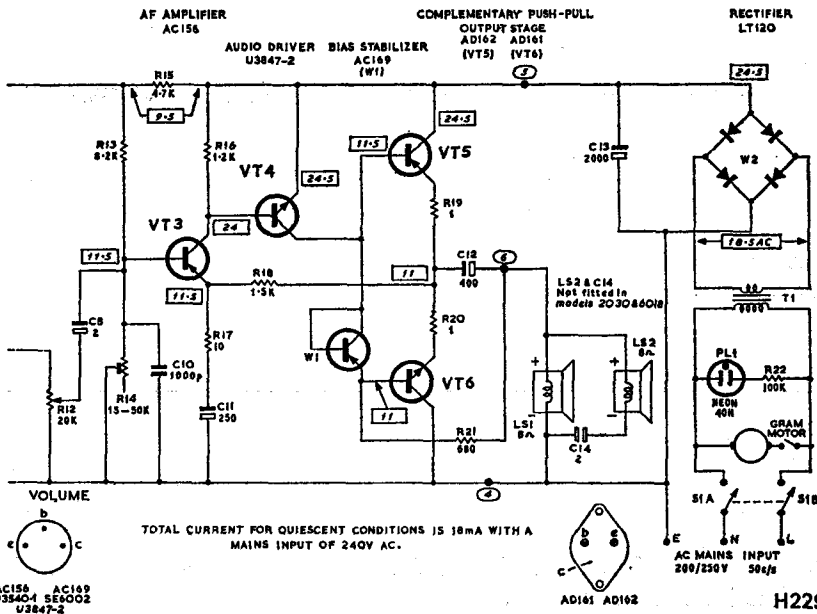 AF AMPLIFIER
AC156
COMPLEMENTARY PUSH-PULL
OUTPUT STAGE
AD162 AD161
(VT5) (VT6)
RECTIFIER
LT120
AUDIO DRIVER
U3847-2
BIAS STABILIZER
AC169
(W1)
R15
4.7K
9.5
5
24.5
R13
8.2K
R16
1.2K
VT4
24.5
11.5
24.5
VT5
C13
2000
W2
VT3
24
R19
1
11.5
18.5AC
11.5
R18
1.5K
11
C12
400
6
LS2 & C14
Not fitted in
models 2030&6018
T1
C8
2
R17
10
R20
1
W1
VT6
LS2
8Ω
+
+
PL1
NEON
40H
R22
100K
R12
20K
R14
15-50K
C10
1000p
C11
250
11
R21
680
LS1
8Ω
C14
2
GRAM
MOTOR
VOLUME
4
S1A
S1B
b
e
c
TOTAL CURRENT FOR QUIESCENT CONDITIONS IS 18mA WITH A
MAINS INPUT OF 240V AC.
b
e
c
E
N
L
AC MAINS INPUT
200/250V 50c/s
AC156 AC169
SE6002
U3847-2
AD161 AD162
H229